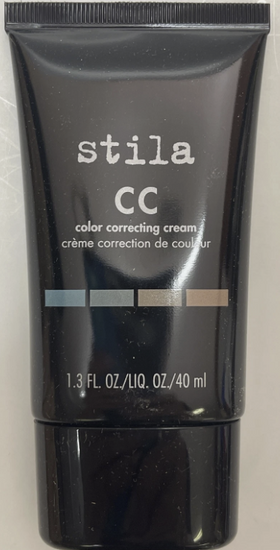 stila
CC
color correcting cream
crème correction de couleur
1.3 FL. OZ./LIQ. OZ./40 ml